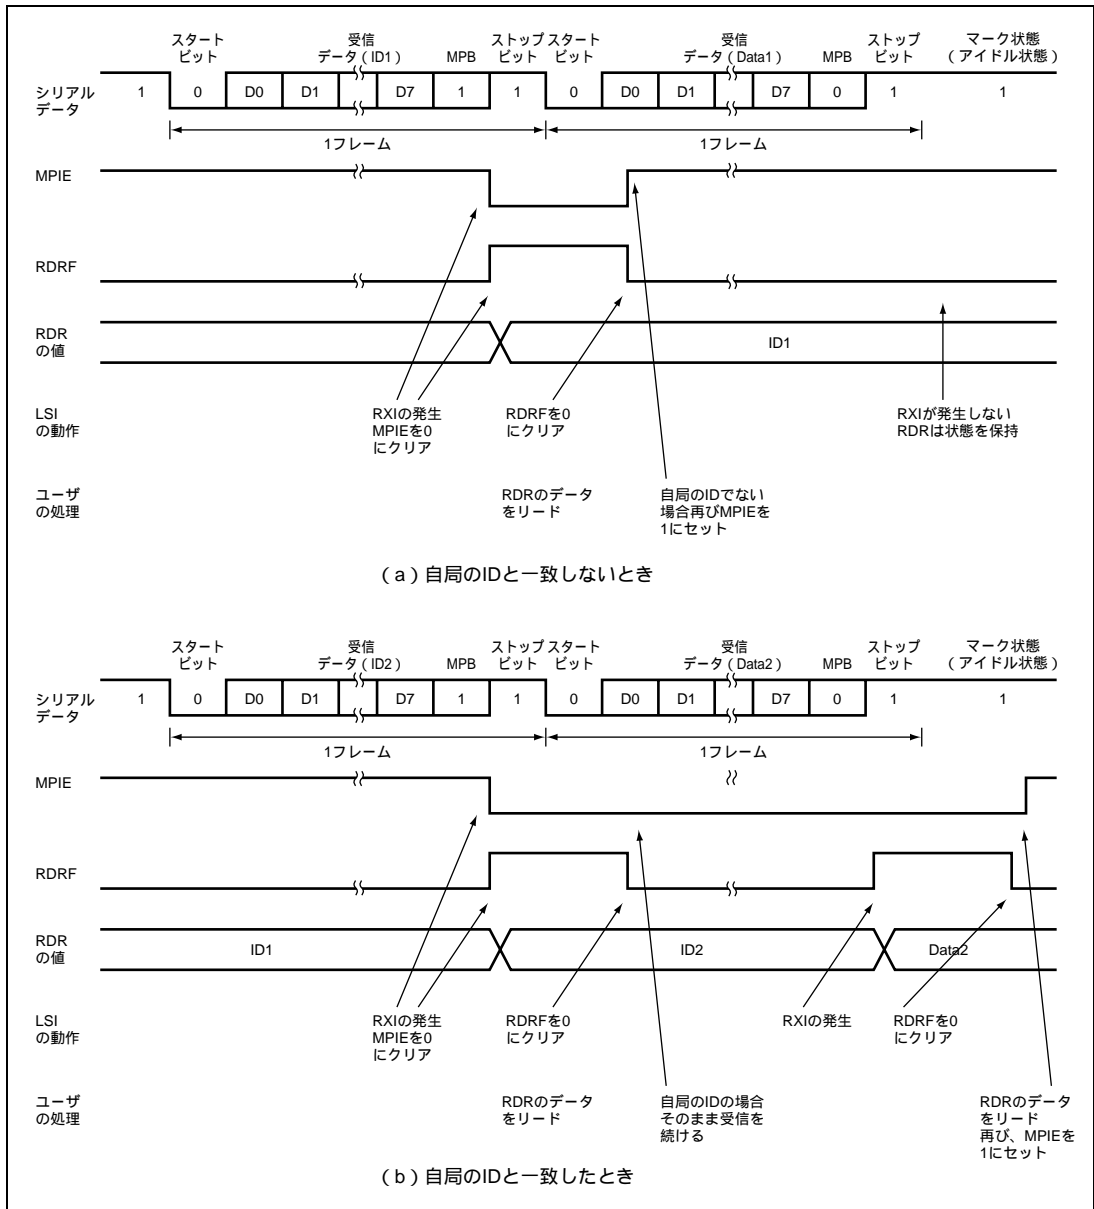 スタート 受信 ストップ スタート 受信 ストップ マーク状態
ビット データ（ID1） MPB ビット ビット データ（Data1） MPB ビット （アイドル状態）
シリアル
データ
1 0 D0 D1 D7 1 1 0 D0 D1 D7 0 1 1
1フレーム 1フレーム
MPIE
RDRF
RDR
の値
ID1
LSI
の動作
RXIの発生
MPIEを0
にクリア
RDRFを0
にクリア
RXIが発生しない
RDRは状態を保持
ユーザ
の処理
RDRのデータ
をリード
自局のIDでない
場合再びMPIEを
1にセット
（a）自局のIDと一致しないとき
スタート 受信 ストップ スタート 受信 ストップ マーク状態
ビット データ（ID2） MPB ビット ビット データ（Data2） MPB ビット （アイドル状態）
シリアル
データ
1 0 D0 D1 D7 1 1 0 D0 D1 D7 0 1 1
1フレーム 1フレーム
MPIE
RDRF
RDR
の値
ID1 ID2 Data2
LSI
の動作
RXIの発生
MPIEを0
にクリア
RDRFを0
にクリア
RXIの発生
RDRFを0
にクリア
ユーザ
の処理
RDRのデータ
をリード
自局のIDの場合
そのまま受信を
続ける
RDRのデータ
をリード
再び、MPIEを
1にセット
（b）自局のIDと一致したとき